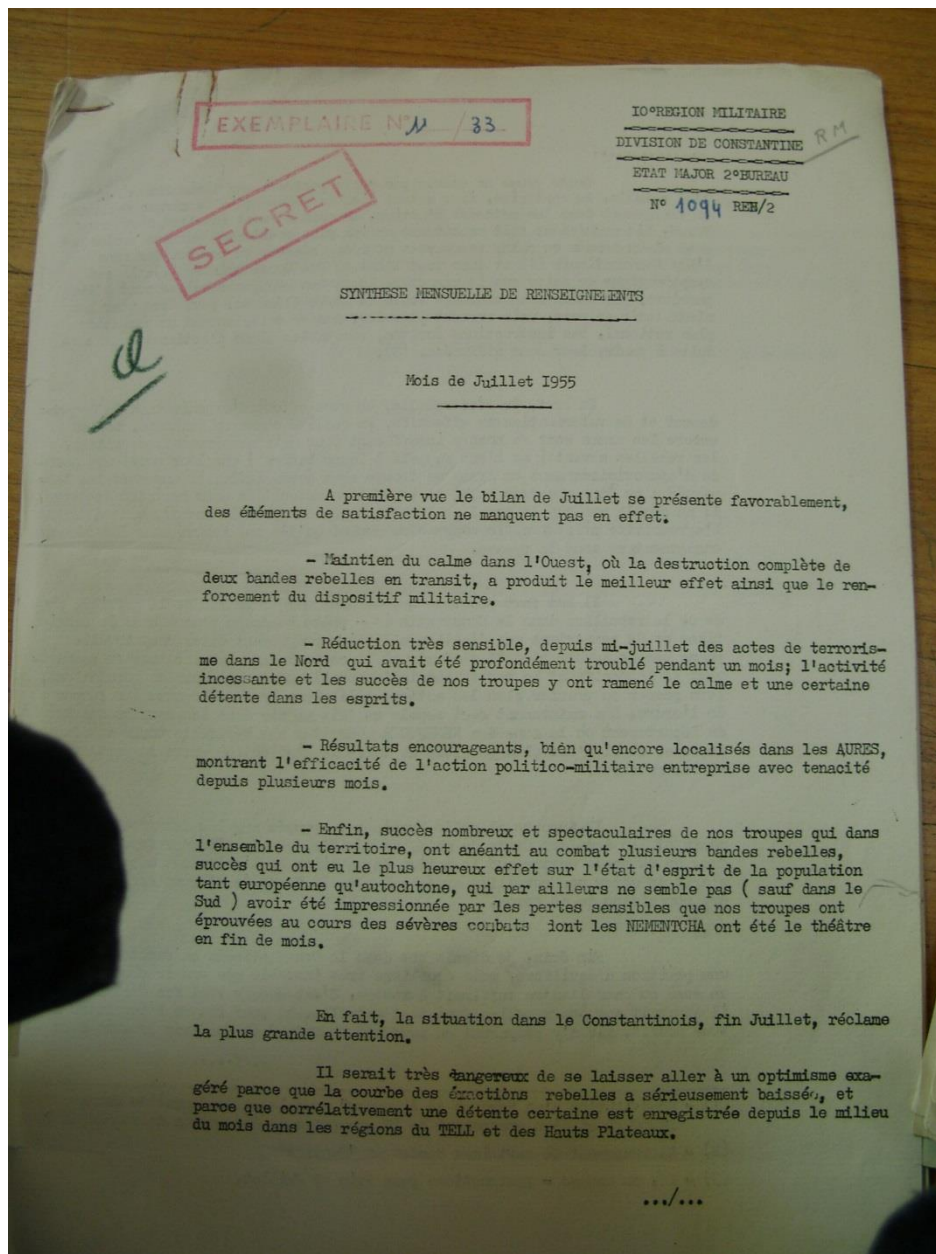 EXEMPLAIRE N° 11 /33
SECRET
I0°REGION MILITAIRE
DIVISION DE CONSTANTINE
RM
ETAT MAJOR 2°BUREAU
N° 1094 REH/2
SYNTHESE MENSUELLE DE RENSEIGNEMENTS
Mois de Juillet I955
A première vue le bilan de Juillet se présente favorablement,
des éléments de satisfaction ne manquent pas en effet.
- Maintien du calme dans l'Ouest, où la destruction complète de
deux bandes rebelles en transit, a produit le meilleur effet ainsi que le ren-
forcement du dispositif militaire.
- Réduction très sensible, depuis mi-juillet des actes de terroris-
me dans le Nord qui avait été profondément troublé pendant un mois; l'activité
incessante et les succès de nos troupes y ont ramené le calme et une certaine
détente dans les esprits.
- Résultats encourageants, bién qu'encore localisés dans les AURES,
montrant l'efficacité de l'action politico-militaire entreprise avec tenacité
depuis plusieurs mois.
- Enfin, succès nombreux et spectaculaires de nos troupes qui dans
l'ensemble du territoire, ont anéanti au combat plusieurs bandes rebelles,
succès qui ont eu le plus heureux effet sur l'état d'esprit de la population
tant européenne qu'autochtone, qui par ailleurs ne semble pas ( sauf dans le
Sud ) avoir été impressionnée par les pertes sensibles que nos troupes ont
éprouvées au cours des sévères combats dont les NEMENTCHA ont été le théâtre
en fin de mois.
En fait, la situation dans le Constantinois, fin Juillet, réclame
la plus grande attention.
Il serait très dangereux de se laisser aller à un optimisme exa-
géré parce que la courbe des éxactions rebelles a sérieusement baissée, et
parce que corrélativement une détente certaine est enregistrée depuis le milieu
du mois dans les régions du TELL et des Hauts Plateaux.
.../...